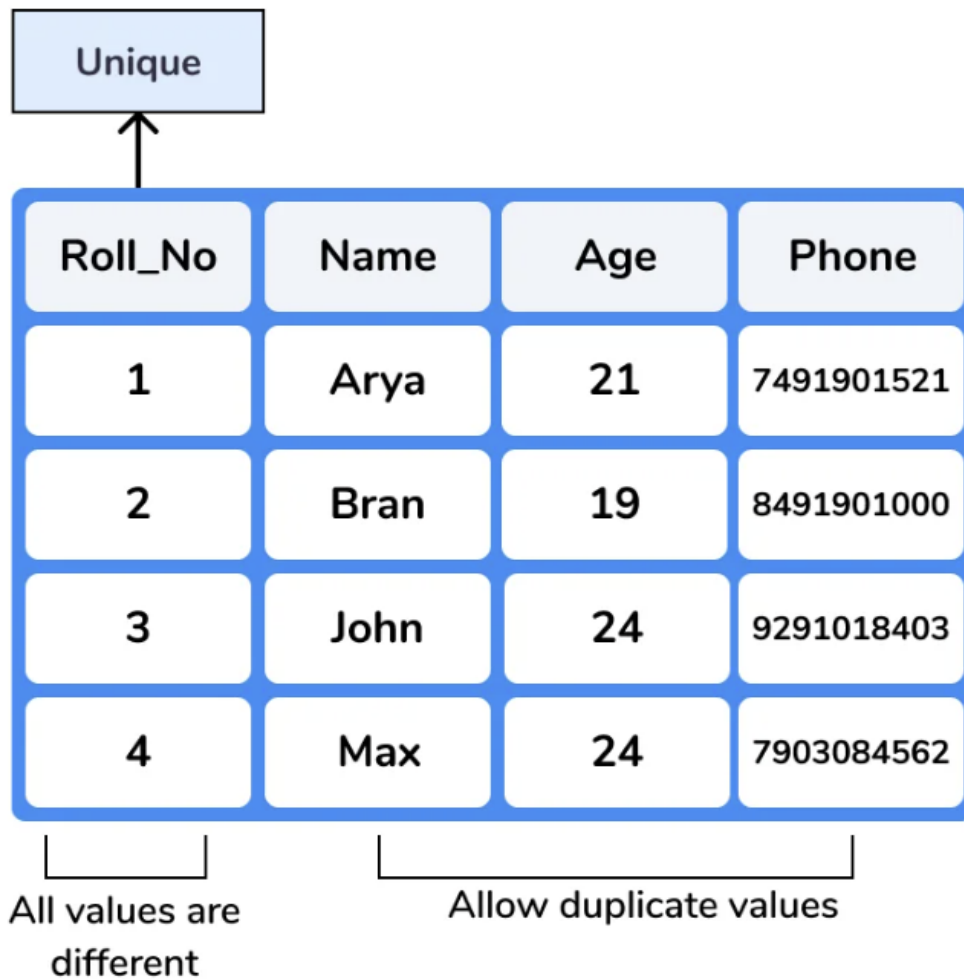 Unique
Roll_No Name Age Phone
1 Arya 21 7491901521
2 Bran 19 8491901000
3 John 24 9291018403
4 Max 24 7903084562
All values are
different
Allow duplicate values